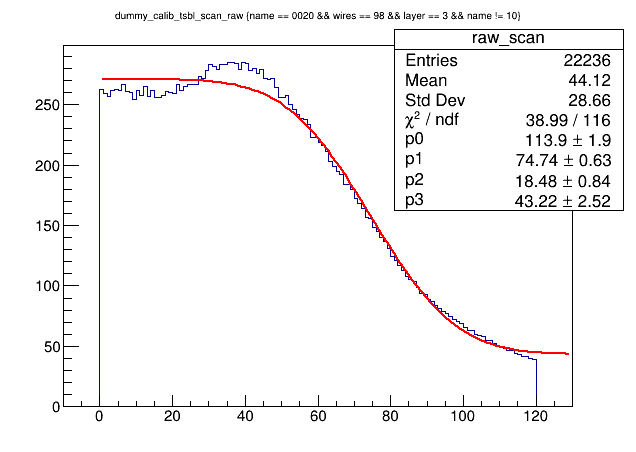 dummy_calib_tsbl_scan_raw {name == 0020 && wires == 98 && layer == 3 && name != 10}
raw_scan
Entries 22236
Mean 44.12
Std Dev 28.66
χ² / ndf 38.99 / 116
p0 113.9 ± 1.9
p1 74.74 ± 0.63
p2 18.48 ± 0.84
p3 43.22 ± 2.52
250
200
150
100
50
0
0 20 40 60 80 100 120